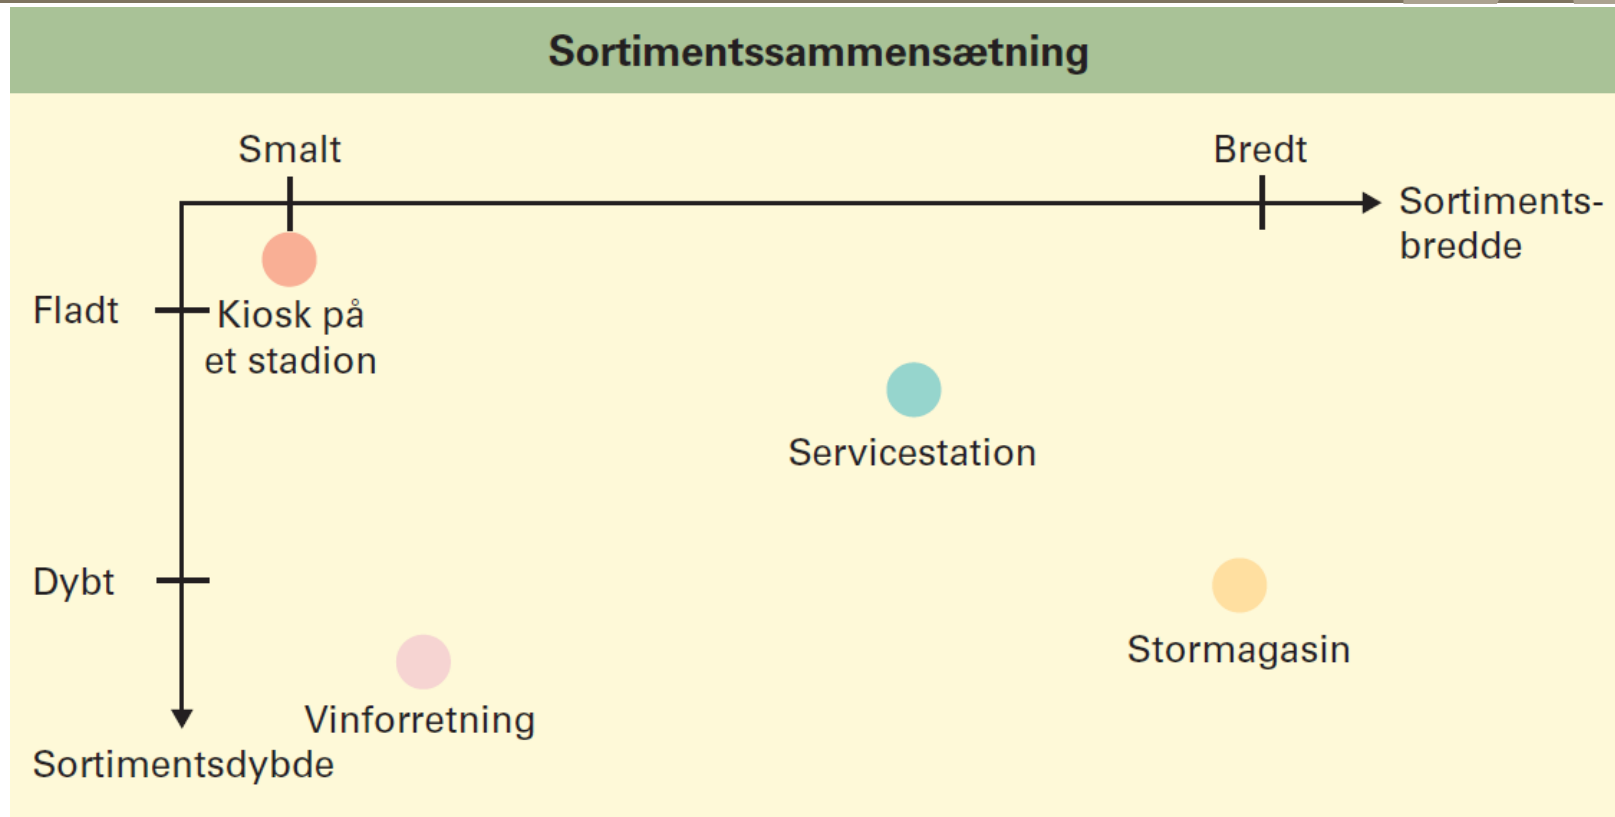 Sortimentssammensætning
Smalt
Bredt
Sortiments-
bredde
Fladt
Kiosk på
et stadion
Servicestation
Dybt
Stormagasin
Vinforretning
Sortimentsdybde